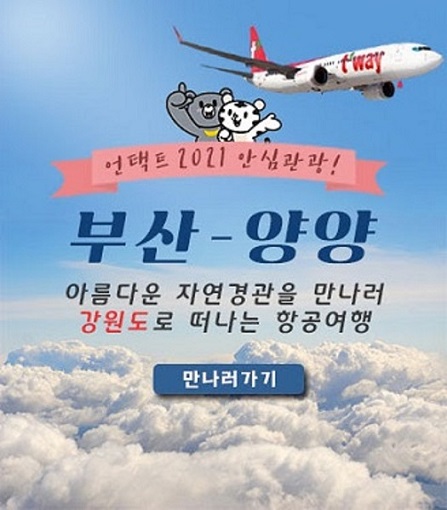 t'way
언택트 2021 안심관광!
부산-양양
아름다운 자연경관을 만나러
강원도로 떠나는 항공여행
만나러가기